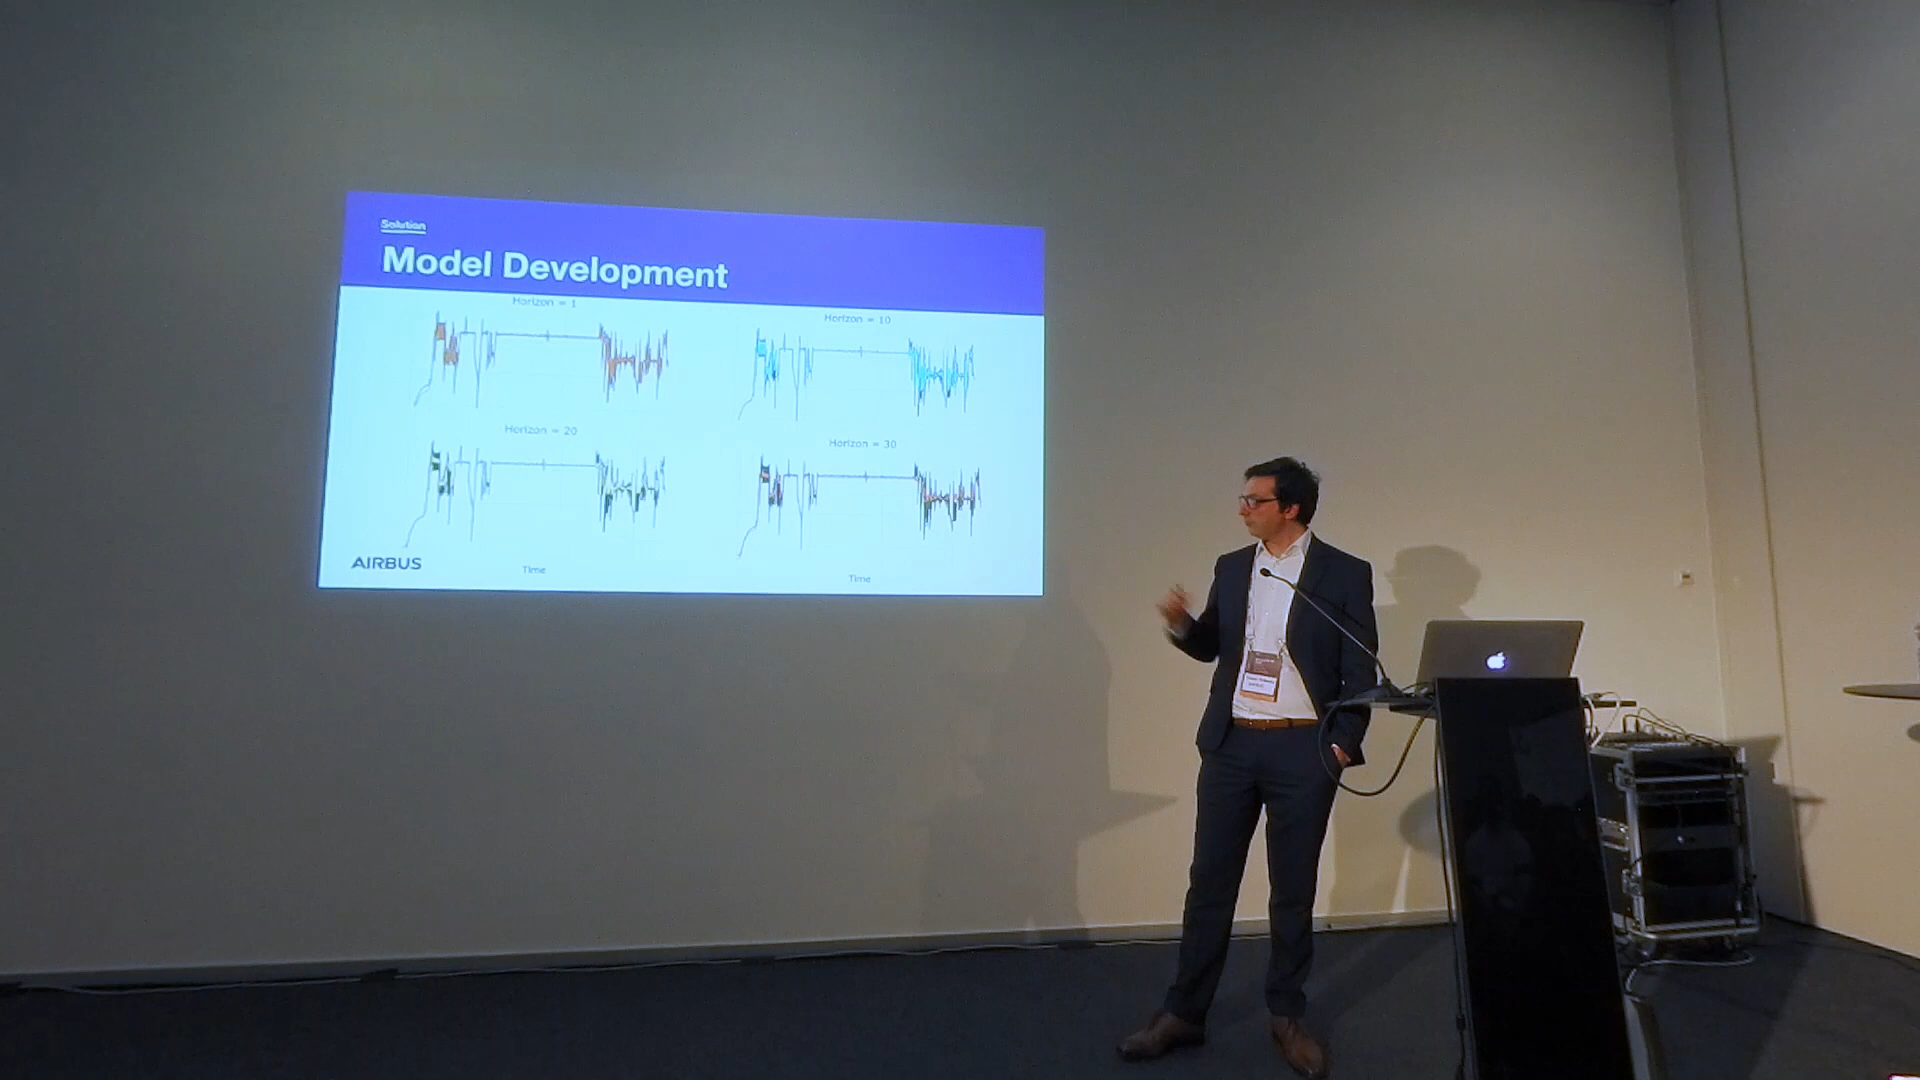 Solution
Model Development
Horizon = 1
Horizon = 10
Horizon = 20
Horizon = 30
AIRBUS
Time
Time